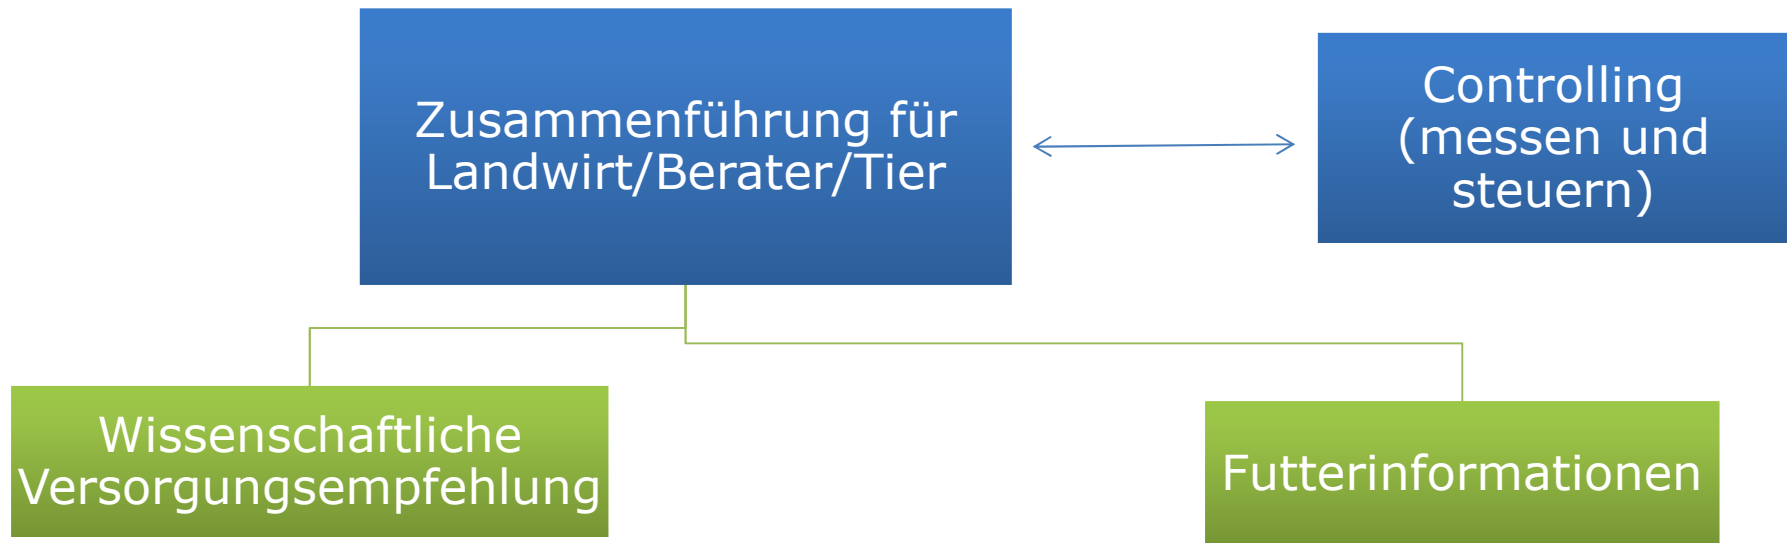 Zusammenführung für
Landwirt/Berater/Tier
Controlling
(messen und
steuern)
Wissenschaftliche
Versorgungsempfehlung
Futterinformationen